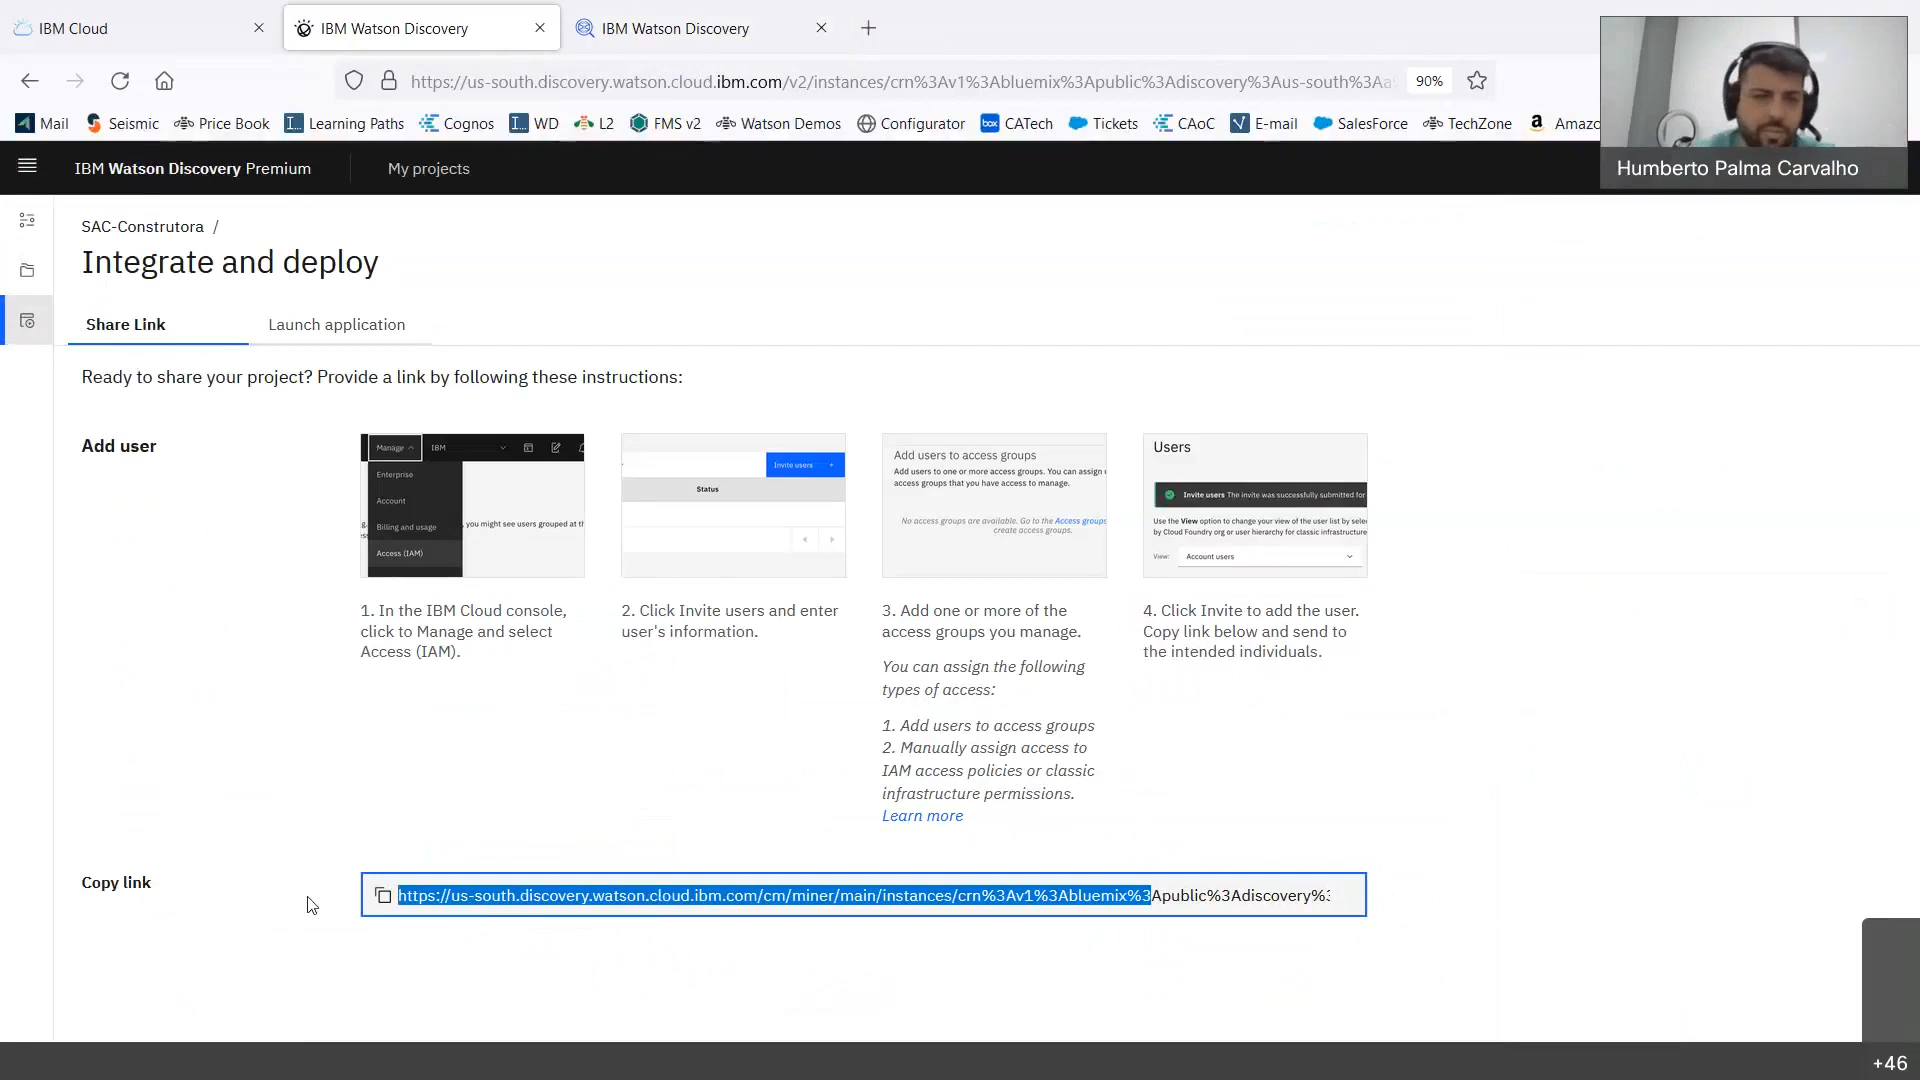 IBM Cloud
IBM Watson Discovery
IBM Watson Discovery
https://us-south.discovery.watson.cloud.ibm.com/v2/instances/crn%3Av1%3Abluemix%3Apublic%3Adiscovery%3Aus-south%3Aa
90%
Mail Seismic Price Book Learning Paths Cognos WD L2 FMS v2 Watson Demos Configurator CATech Tickets CAoC E-mail SalesForce TechZone Amazo
Humberto Palma Carvalho
IBM Watson Discovery Premium My projects
SAC-Construtora /
Integrate and deploy
Share Link Launch application
Ready to share your project? Provide a link by following these instructions:
Add user
Manage IBM
Enterprise
Account
Billing and usage
Access (IAM)
, you might see users grouped at th
Invite users +
Status
Add users to access groups
Add users to one or more of the access groups. You can assign
access groups that you have access to manage.
No access groups are available. Go to the Access groups
create access groups.
Users
Invite users The invite was successfully submitted for
Use the View option to change your view of the user list by sele
by Cloud Foundry org or user hierarchy for classic infrastructure
View: Account users
1. In the IBM Cloud console,
click to Manage and select
Access (IAM).
2. Click Invite users and enter
user's information.
3. Add one or more of the
access groups you manage.
You can assign the following
types of access:
1. Add users to access groups
2. Manually assign access to
IAM access policies or classic
infrastructure permissions.
Learn more
4. Click Invite to add the user.
Copy link below and send to
the intended individuals.
Copy link
https://us-south.discovery.watson.cloud.ibm.com/cm/miner/main/instances/crn%3Av1%3Abluemix%3Apublic%3Adiscovery%3
+46